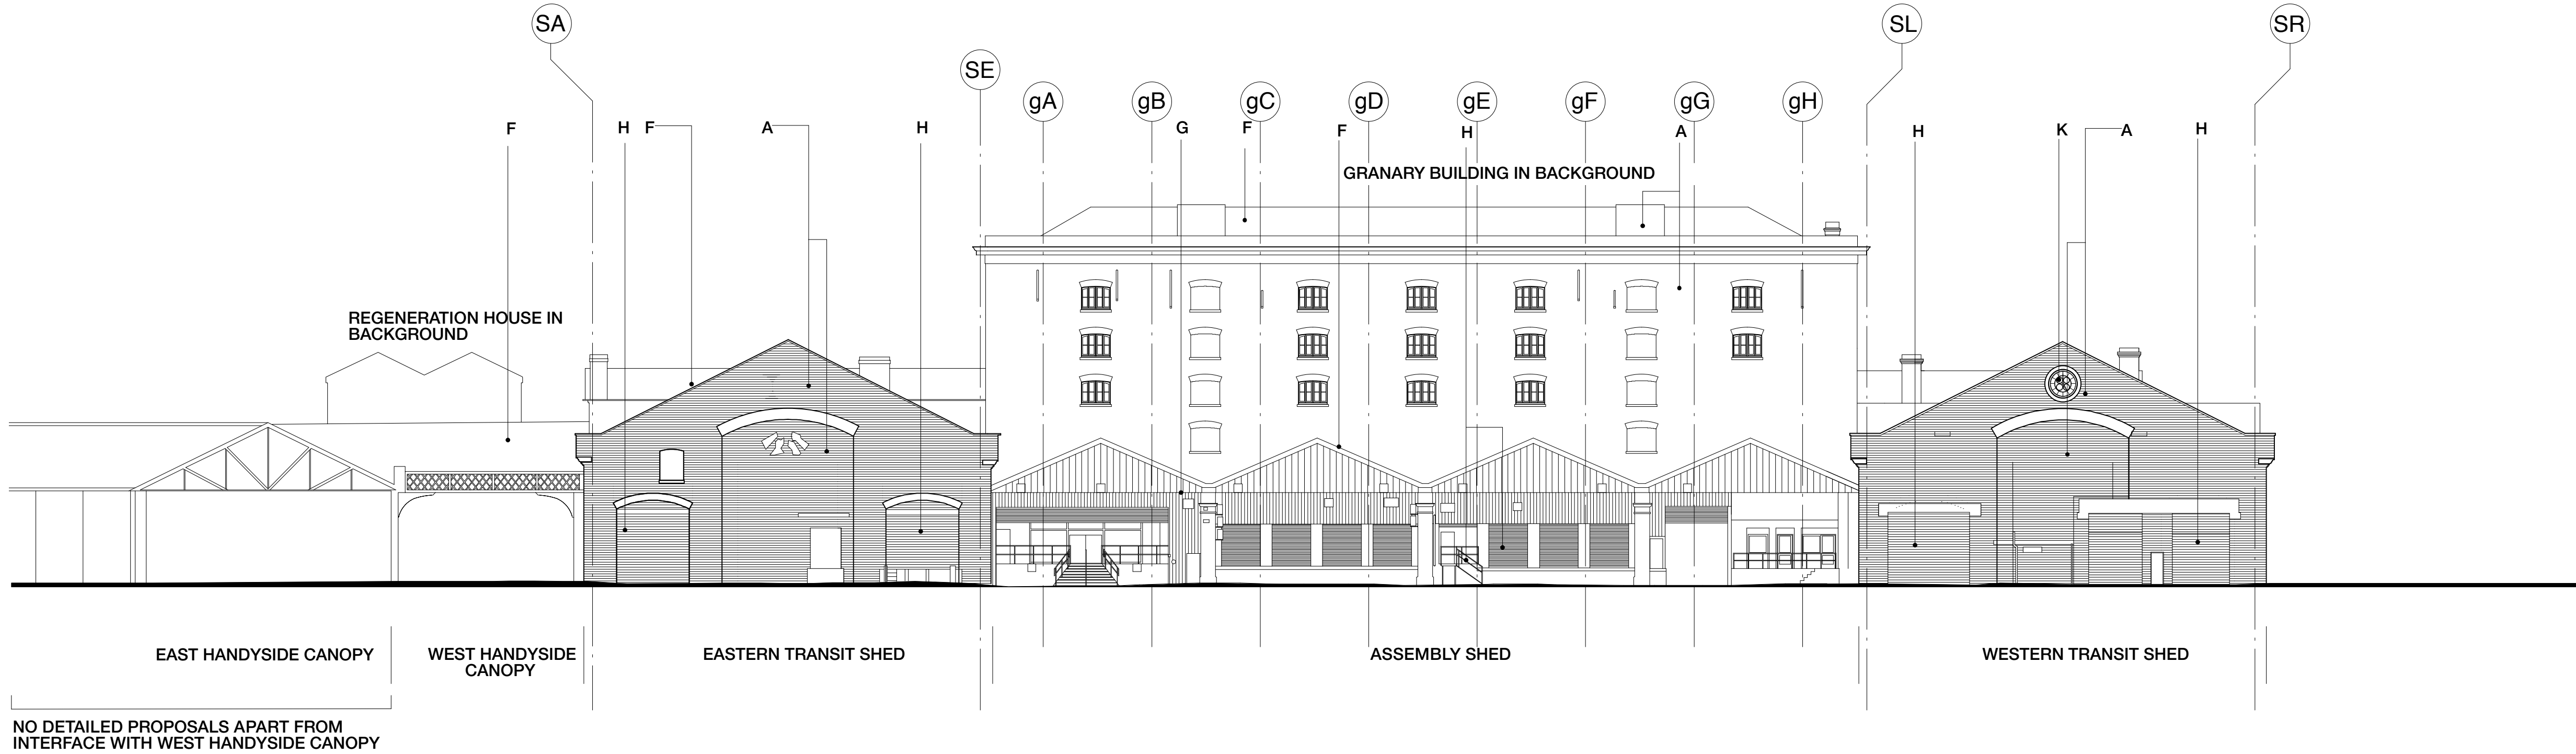 SA
SL
SR
SE
gA
gB
gC
gD
gE
gF
gG
gH
F
H
F
A
H
G
F
F
H
A
H
K
A
H
GRANARY BUILDING IN BACKGROUND
REGENERATION HOUSE IN
BACKGROUND
EAST HANDYSIDE CANOPY
WEST HANDYSIDE
CANOPY
EASTERN TRANSIT SHED
ASSEMBLY SHED
WESTERN TRANSIT SHED
NO DETAILED PROPOSALS APART FROM
INTERFACE WITH WEST HANDYSIDE CANOPY